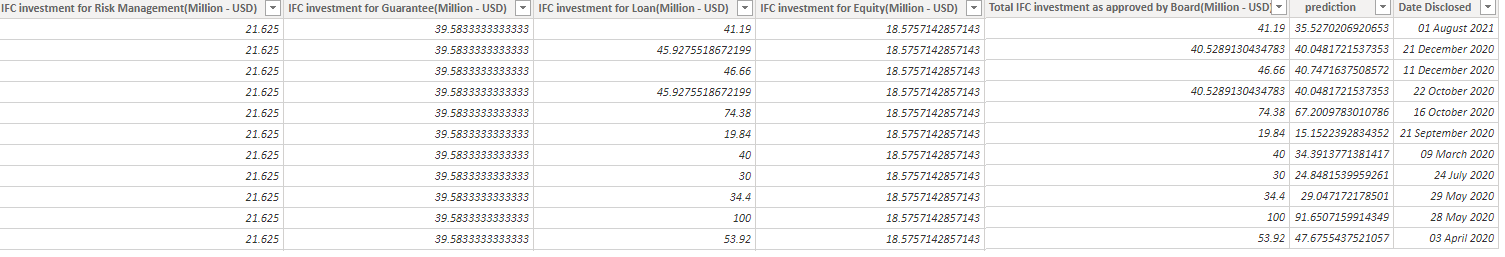 IFC investment for Risk Management(Million - USD) IFC investment for Guarantee(Million - USD) IFC investment for Loan(Million - USD) IFC investment for Equity(Million - USD) Total IFC investment as approved by Board(Million - USD) prediction Date Disclosed
21.625 39.5833333333333 41.19 18.5757142857143 41.19 35.5270206920653 01 August 2021
21.625 39.5833333333333 45.9275518672199 18.5757142857143 40.5289130434783 40.0481721537353 21 December 2020
21.625 39.5833333333333 46.66 18.5757142857143 46.66 40.7471637508572 11 December 2020
21.625 39.5833333333333 45.9275518672199 18.5757142857143 40.5289130434783 40.0481721537353 22 October 2020
21.625 39.5833333333333 74.38 18.5757142857143 74.38 67.2009783010786 16 October 2020
21.625 39.5833333333333 19.84 18.5757142857143 19.84 15.1522392834352 21 September 2020
21.625 39.5833333333333 40 18.5757142857143 40 34.3913771381417 09 March 2020
21.625 39.5833333333333 30 18.5757142857143 30 24.8481539959261 24 July 2020
21.625 39.5833333333333 34.4 18.5757142857143 34.4 29.047172178501 29 May 2020
21.625 39.5833333333333 100 18.5757142857143 100 91.6507159914349 28 May 2020
21.625 39.5833333333333 53.92 18.5757142857143 53.92 47.6755437521057 03 April 2020